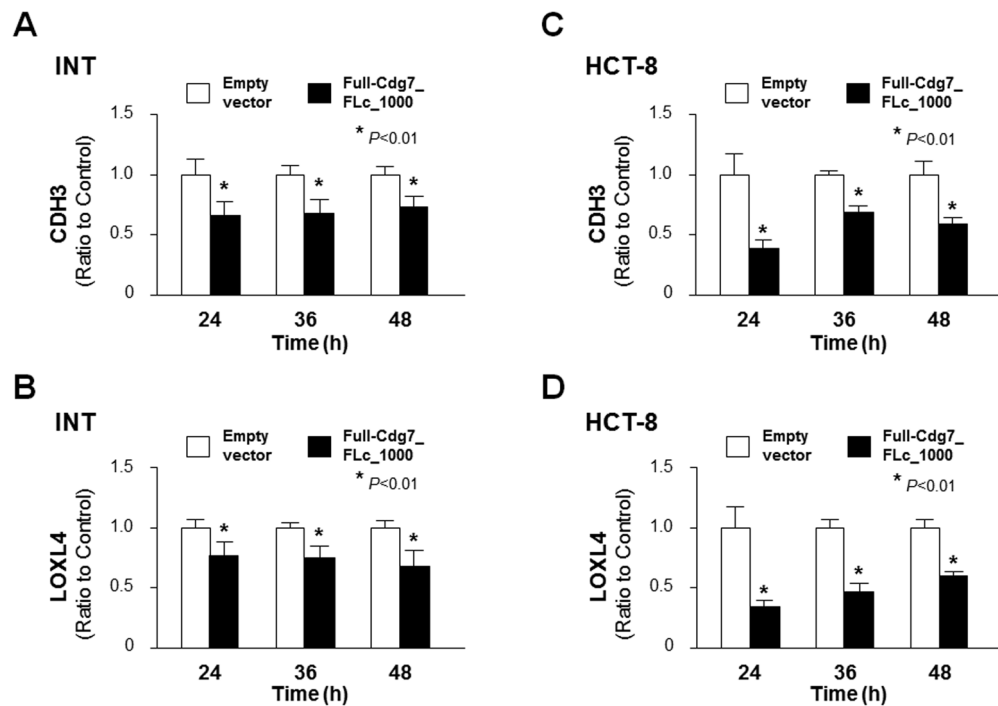 A
INT
Empty
vector
Full-Cdg7_
FLc_1000
* P<0.01
CDH3
(Ratio to Control)
1.5
1.0
0.5
0
* * *
24 36 48
Time (h)
B
INT
Empty
vector
Full-Cdg7_
FLc_1000
* P<0.01
LOXL4
(Ratio to Control)
1.5
1.0
0.5
0
* * *
24 36 48
Time (h)
C
HCT-8
Empty
vector
Full-Cdg7_
FLc_1000
* P<0.01
CDH3
(Ratio to Control)
1.5
1.0
0.5
0
* * *
24 36 48
Time (h)
D
HCT-8
Empty
vector
Full-Cdg7_
FLc_1000
* P<0.01
LOXL4
(Ratio to Control)
1.5
1.0
0.5
0
* * *
24 36 48
Time (h)